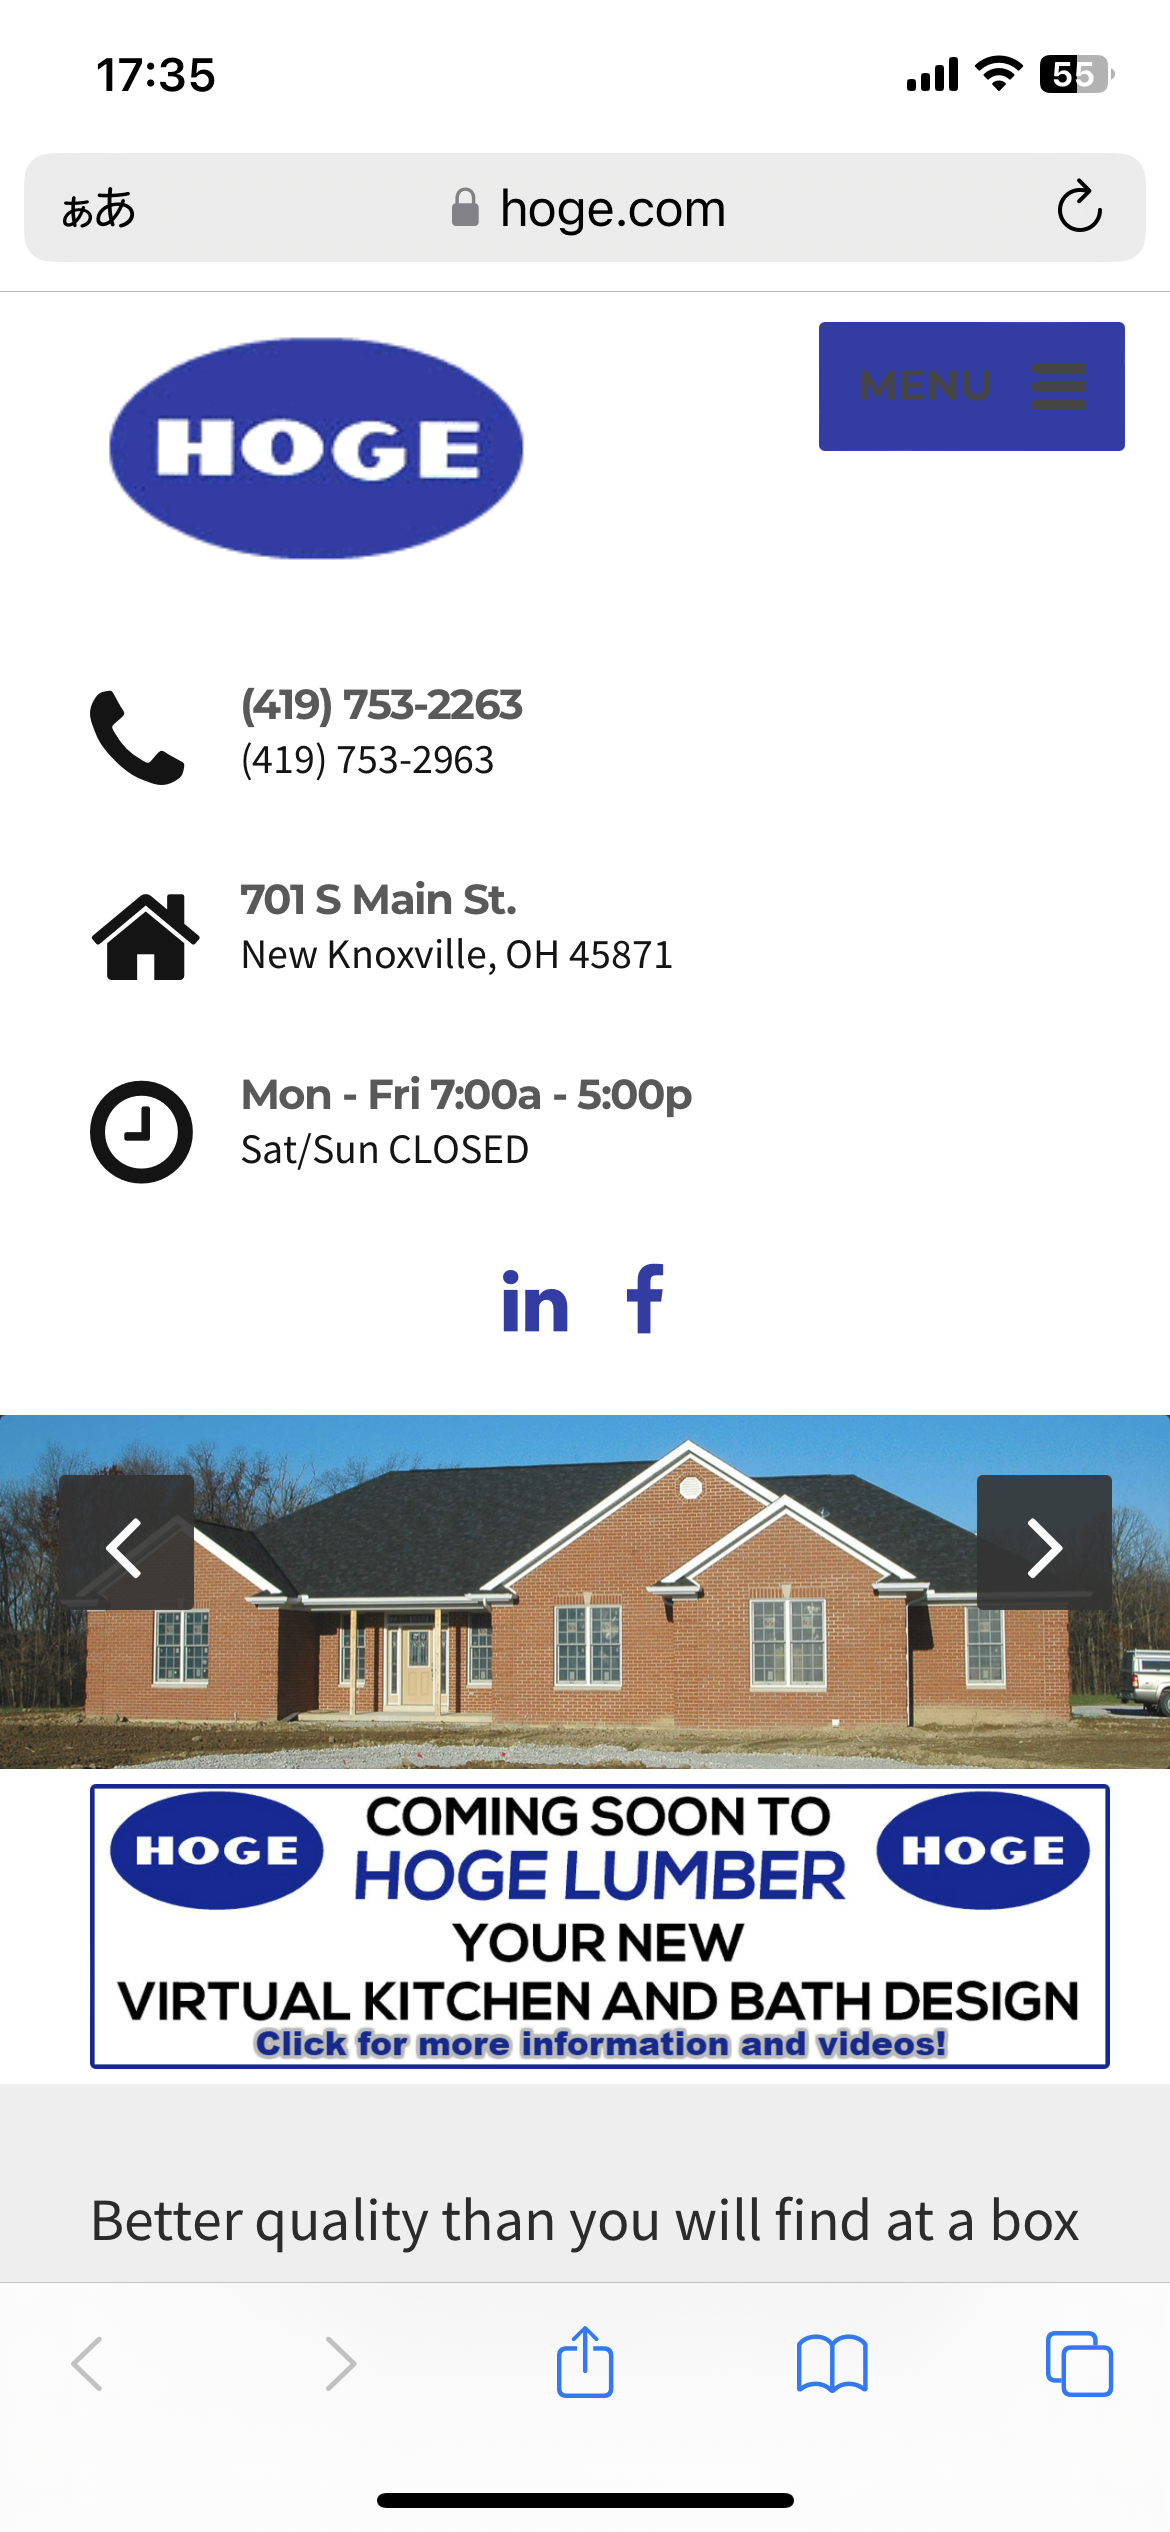 17:35
55
ぁあ hoge.com
HOGE
MENU
(419) 753-2263
(419) 753-2963
701 S Main St.
New Knoxville, OH 45871
Mon - Fri 7:00a - 5:00p
Sat/Sun CLOSED
in f
HOGE COMING SOON TO HOGE
HOGE LUMBER
YOUR NEW
VIRTUAL KITCHEN AND BATH DESIGN
Click for more information and videos!
Better quality than you will find at a box